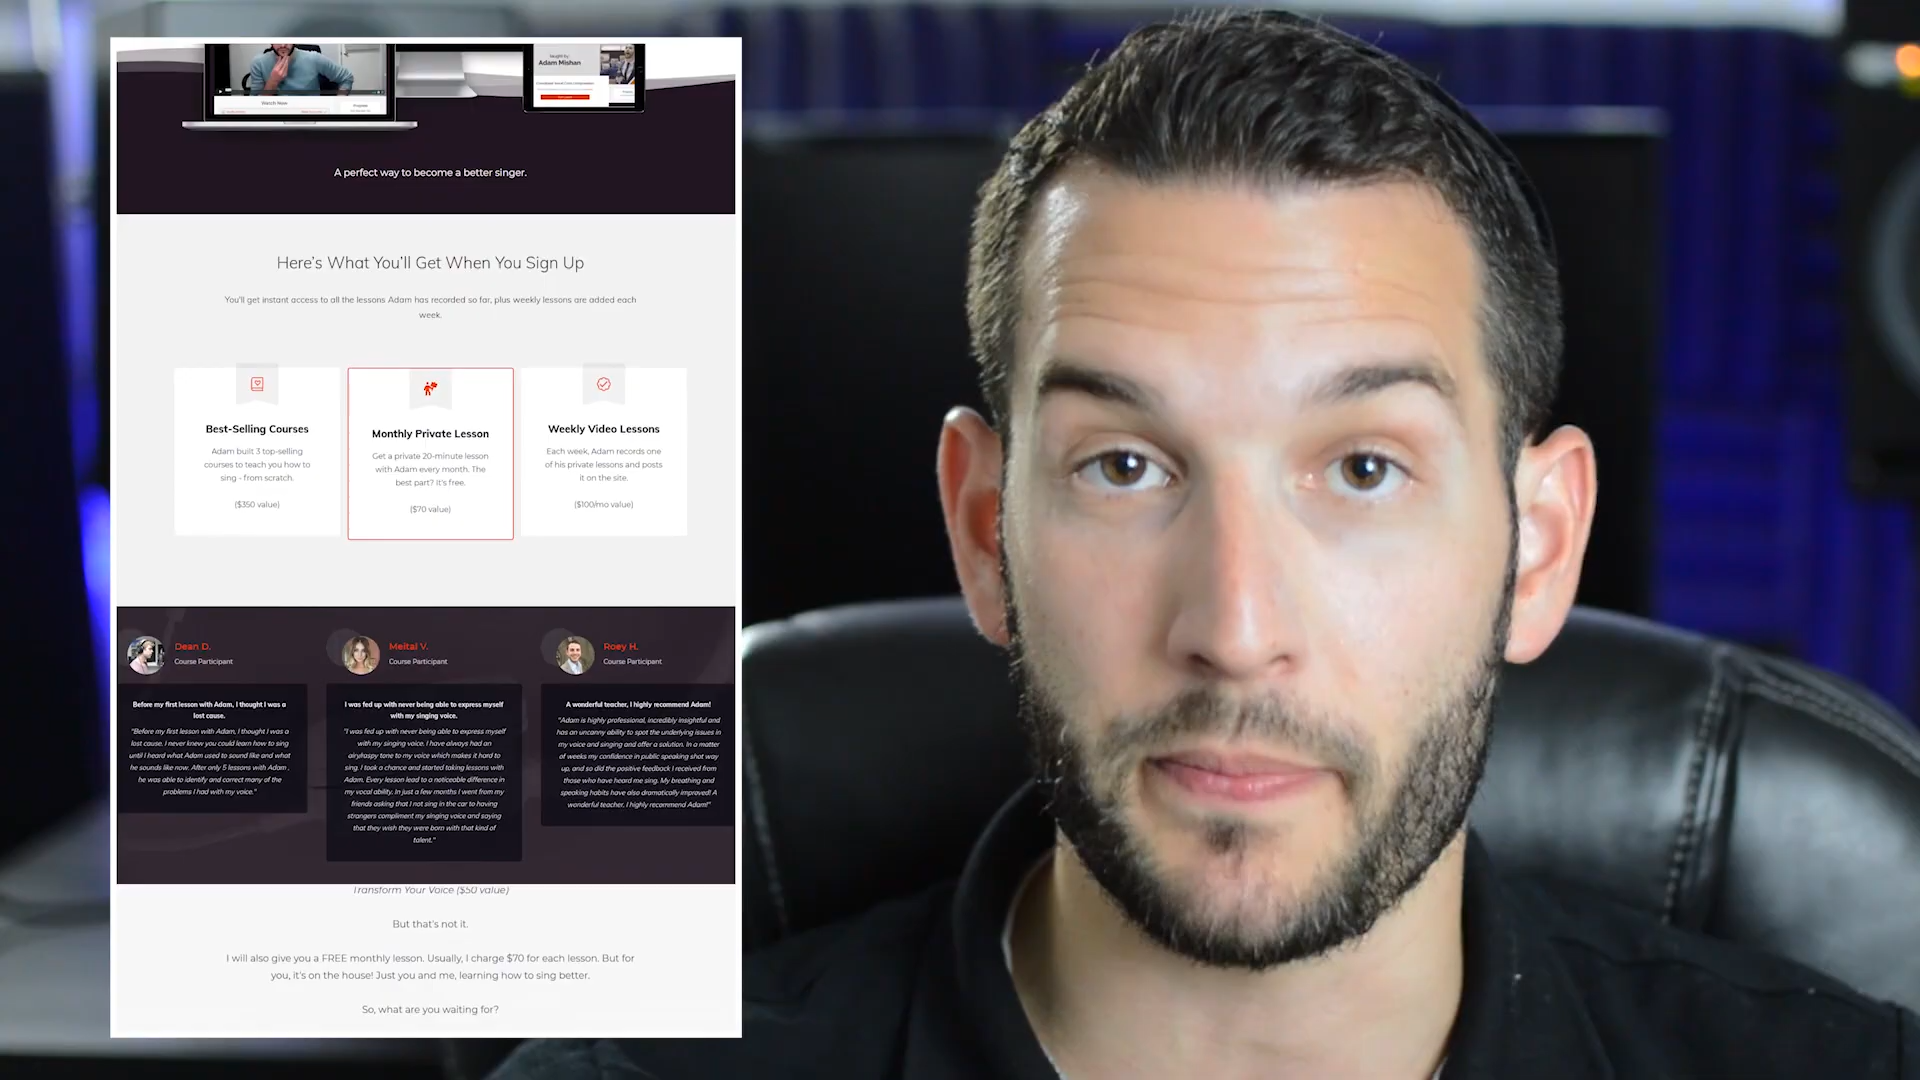 Taught by:
Adam Mishan
Watch Now
A perfect way to become a better singer.
Here's What You'll Get When You Sign Up
You'll get instant access to all the lessons Adam has recorded so far, plus weekly lessons are added each
week.
Best-Selling Courses
Adam built 3 top-selling
courses to teach you how to
sing - from scratch.
($350 value)
Monthly Private Lesson
Get a private 20-minute lesson
with Adam every month. The
best part? It's free.
($70 value)
Weekly Video Lessons
Each week, Adam records one
of his private lessons and posts
it on the site.
($100/mo value)
Dean D.
Course Participant
Before my first lesson with Adam, I thought I was a
lost cause.
"Before my first lesson with Adam, I thought I was a
lost cause. I never knew you could learn how to sing
until I heard what Adam used to sound like and what
he sounds like now. After only 5 lessons with Adam ,
he was able to identify and correct many of the
problems I had with my voice."
Meital V.
Course Participant
I was fed up with never being able to express myself
with my singing voice.
"I was fed up with never being able to express myself
with my singing voice. I have always had an
airy/raspy tone to my voice which makes it hard to
sing. I took a chance and started taking lessons with
Adam. Every lesson lead to a noticeable difference in
my vocal ability. In just a few months I went from my
friends asking that I not sing in the car to having
strangers compliment my singing voice and saying
that they wish they were born with that kind of
talent."
Roey H.
Course Participant
A wonderful teacher, I highly recommend Adam!
"Adam is highly professional, incredibly insightful and
has an uncanny ability to spot the underlying issues in
my voice and singing and offer a solution. In a matter
of weeks my confidence in public speaking shot way
up, and so did the positive feedback I received from
those who have heard me sing. My breathing and
speaking habits have also dramatically improved! A
wonderful teacher, I highly recommend Adam!"
Transform Your Voice ($50 value)
But that's not it.
I will also give you a FREE monthly lesson. Usually, I charge $70 for each lesson. But for
you, it's on the house! Just you and me, learning how to sing better.
So, what are you waiting for?